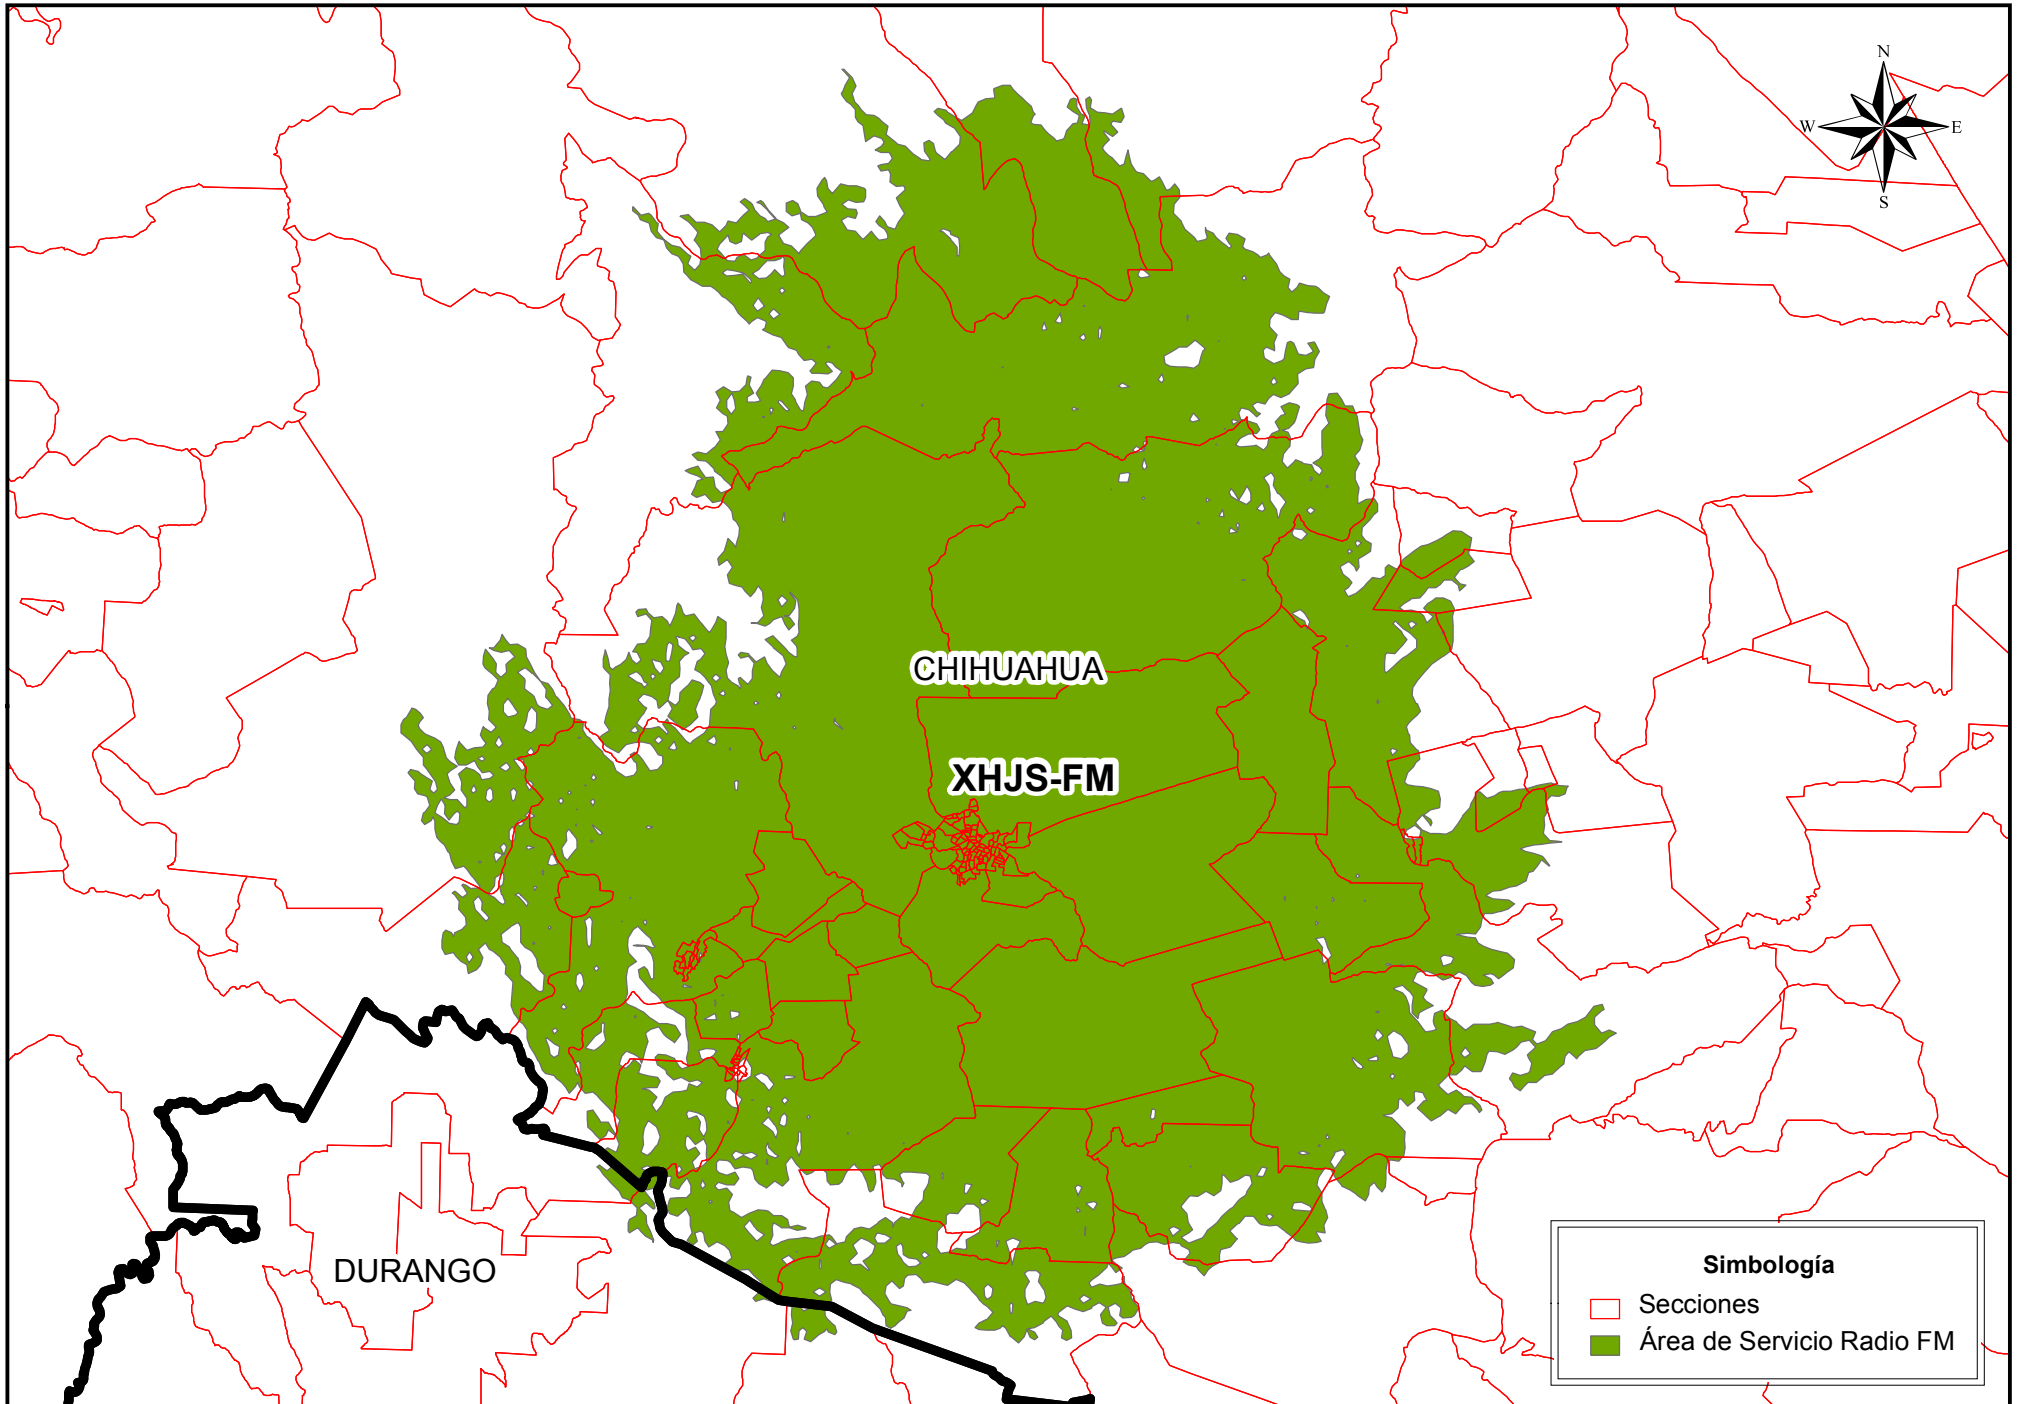 N
W E
S
CHIHUAHUA
XHJS-FM
DURANGO
Simbología
Secciones
Área de Servicio Radio FM